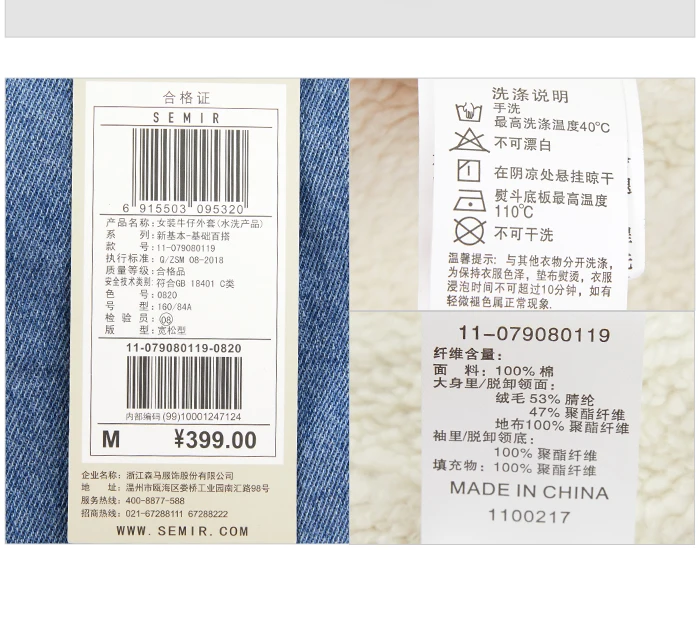 合格证
SEMIR
6 915503 095320
产品名称：女装牛仔外套(水洗产品)
系　　列：新基本-基础百搭
款　　号：11-079080119
执行标准：Q/ZSM 08-2018
质量等级：合格品
安全技术类别：符合GB 18401 C类
色　　号：0820
号　　型：160/84A
检 验 员：08
版　　型：宽松型
11-079080119-0820
内部编码 (99)10001247124
M ¥399.00
企业名称：浙江森马服饰股份有限公司
地　　址：温州市瓯海区娄桥工业园南汇路98号
服务热线：400-8877-588
招商热线：021-67288111 67288222
WWW.SEMIR.COM
洗涤说明
手洗
最高洗涤温度40℃
不可漂白
在阴凉处悬挂晾干
熨斗底板最高温度
110℃
不可干洗
温馨提示：与其他衣物分开洗涤，
为保持衣服色泽，垫布熨烫，衣服
浸泡时间不可超过10分钟，如有
轻微褪色属正常现象.
11-079080119
纤维含量：
面　料：100% 棉
大身里/脱卸领面：
绒毛 53% 腈纶
47% 聚酯纤维
地布100% 聚酯纤维
袖里/脱卸领底：
100% 聚酯纤维
填充物：100% 聚酯纤维
MADE IN CHINA
1100217